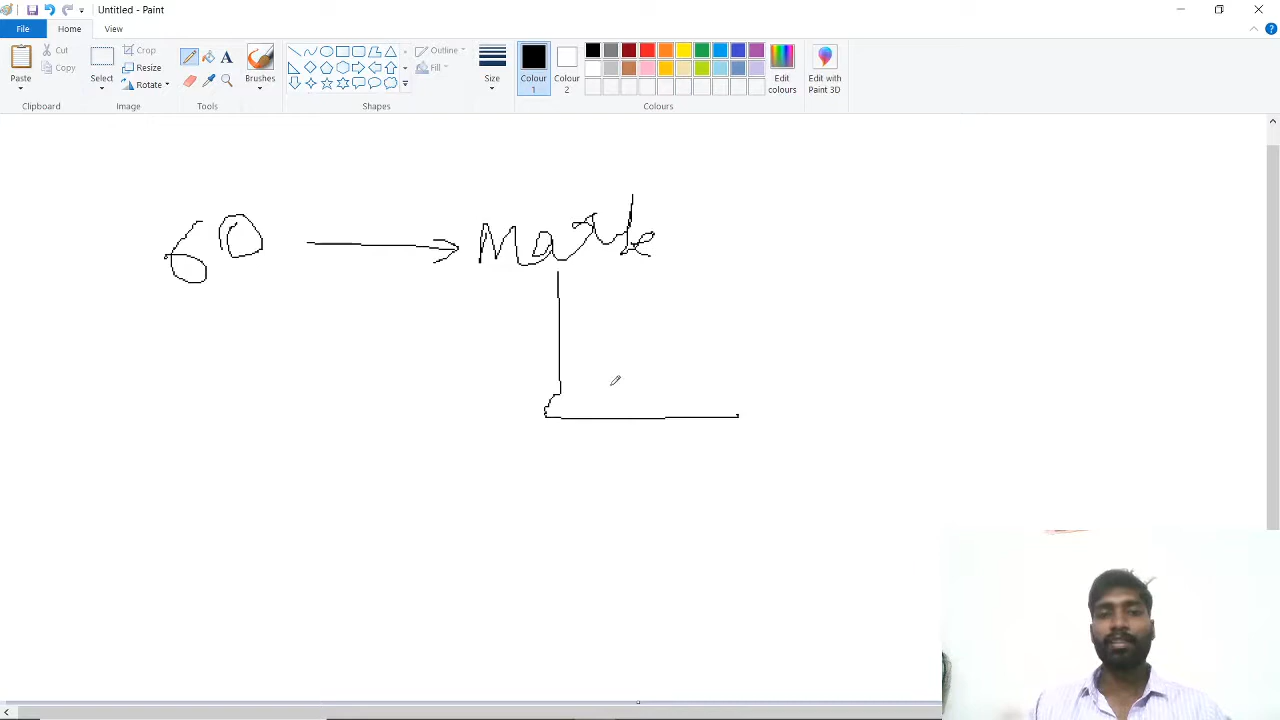 Untitled - Paint
File Home View
Paste
Cut
Copy
Clipboard
Select
Crop
Resize
Rotate
Image
Tools
Brushes
Shapes
Outline
Fill
Size
Colour 1
Colour 2
Colours
Edit colours
Edit with Paint 3D
60 Mark